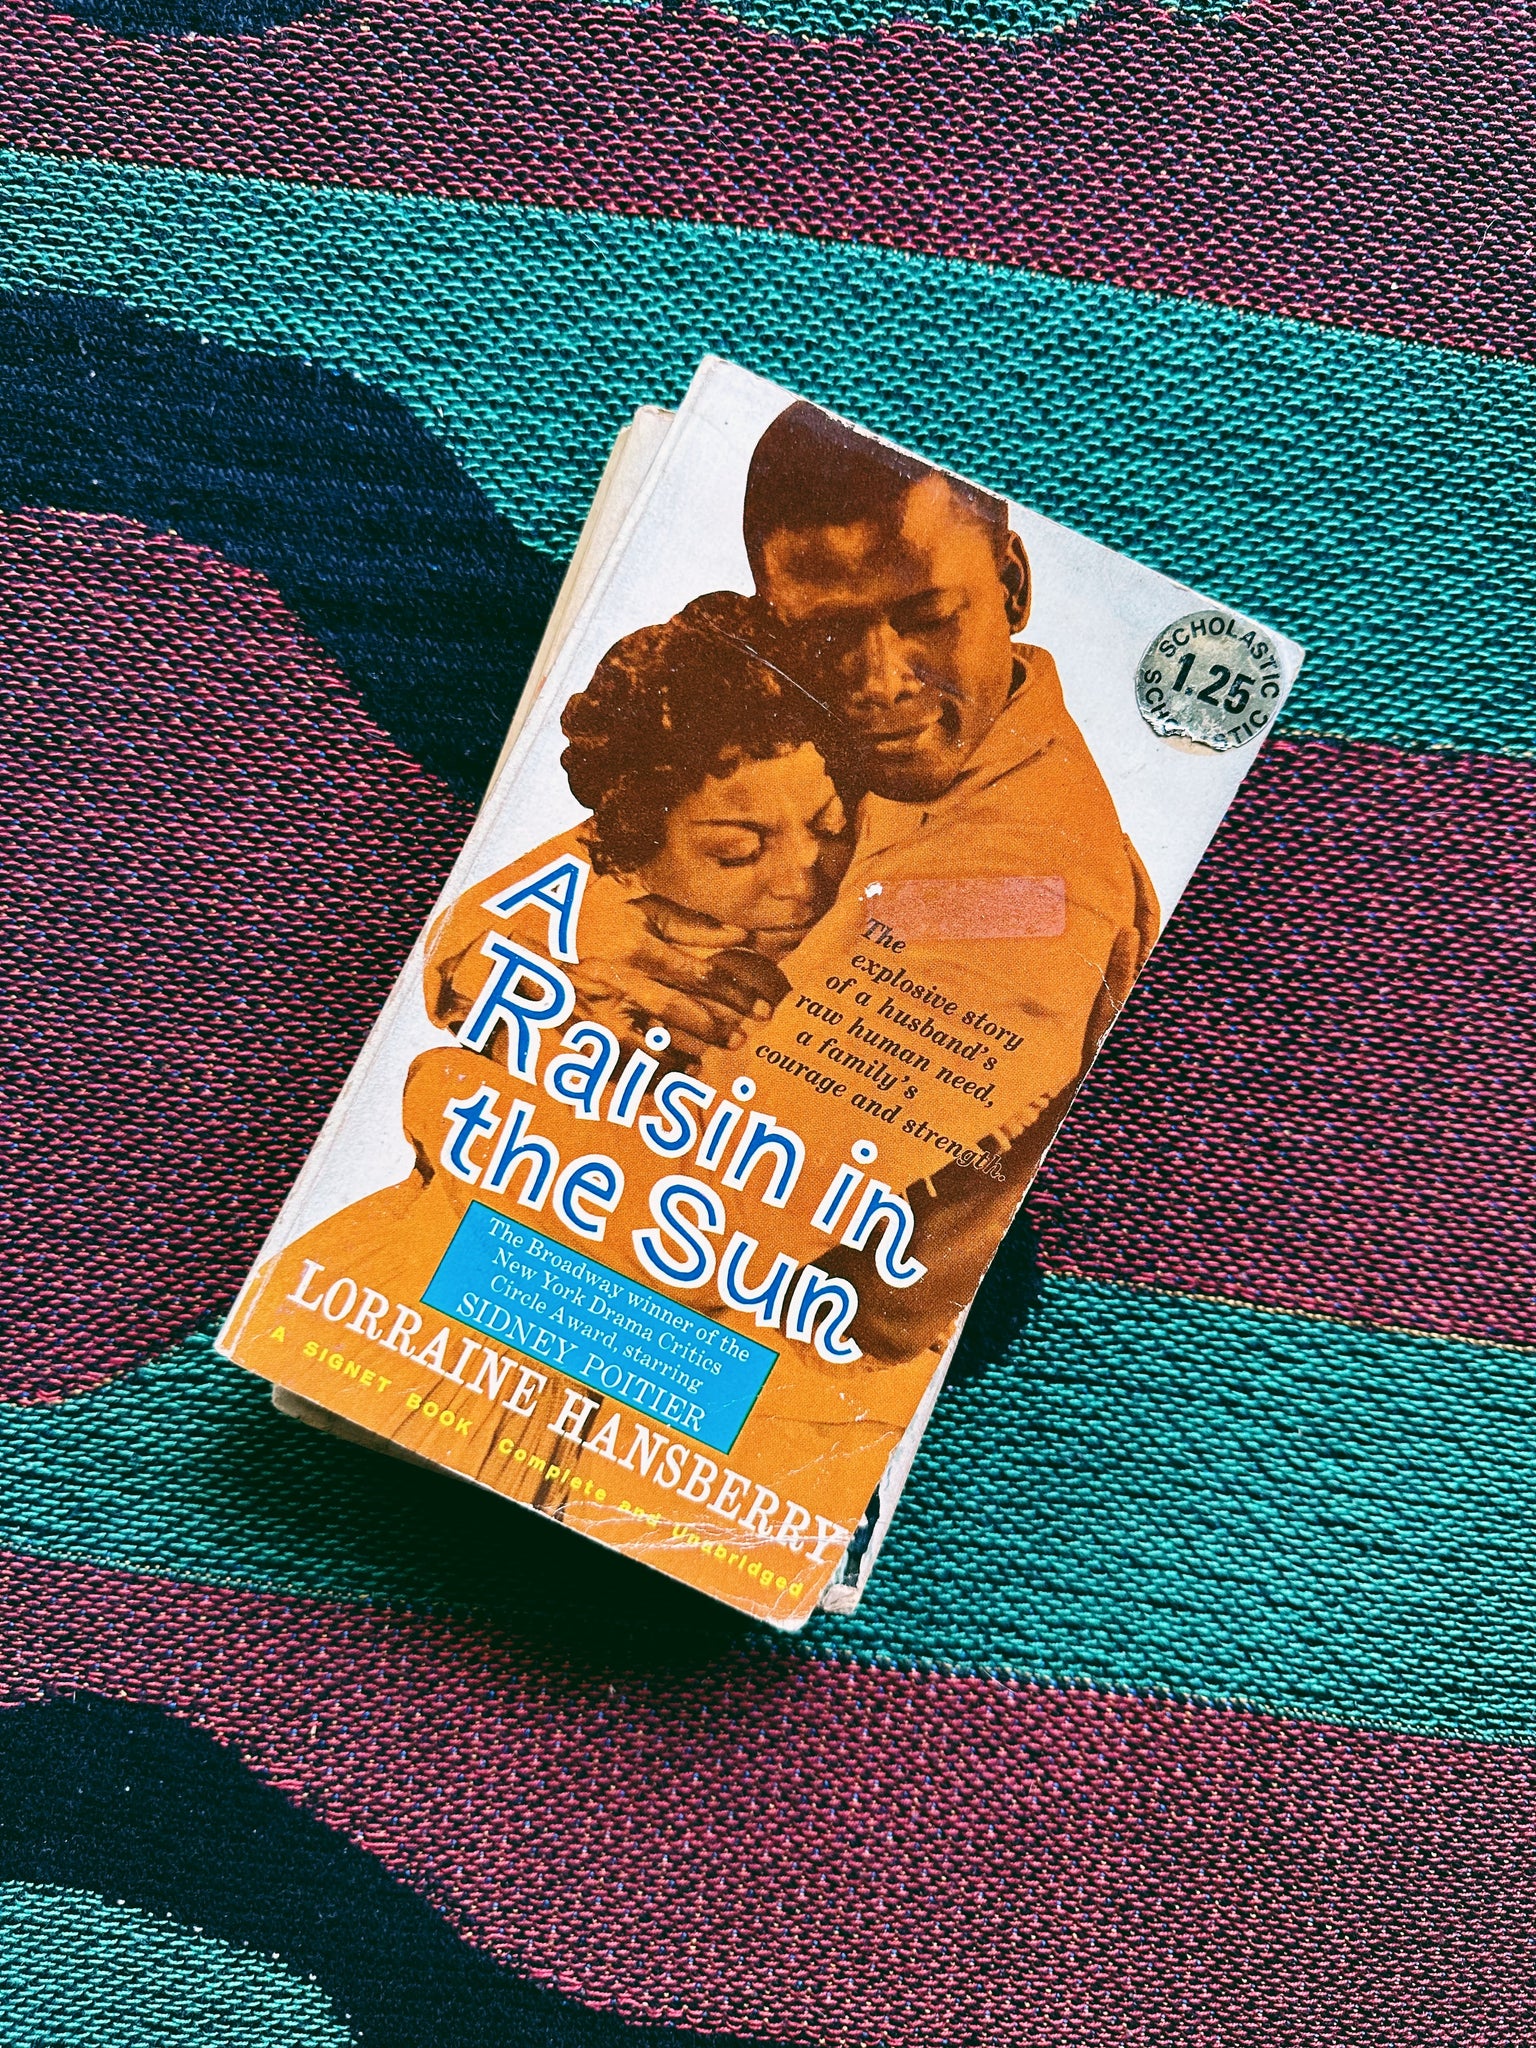 SCHOLASTIC
1.25
SCHOLASTIC
The
explosive story
of a husband's
raw human need,
a family's
courage and strength.
A
Raisin in
the Sun
The Broadway winner of the
New York Drama Critics
Circle Award, starring
SIDNEY POITIER
LORRAINE HANSBERRY
A SIGNET BOOK Complete and Unabridged